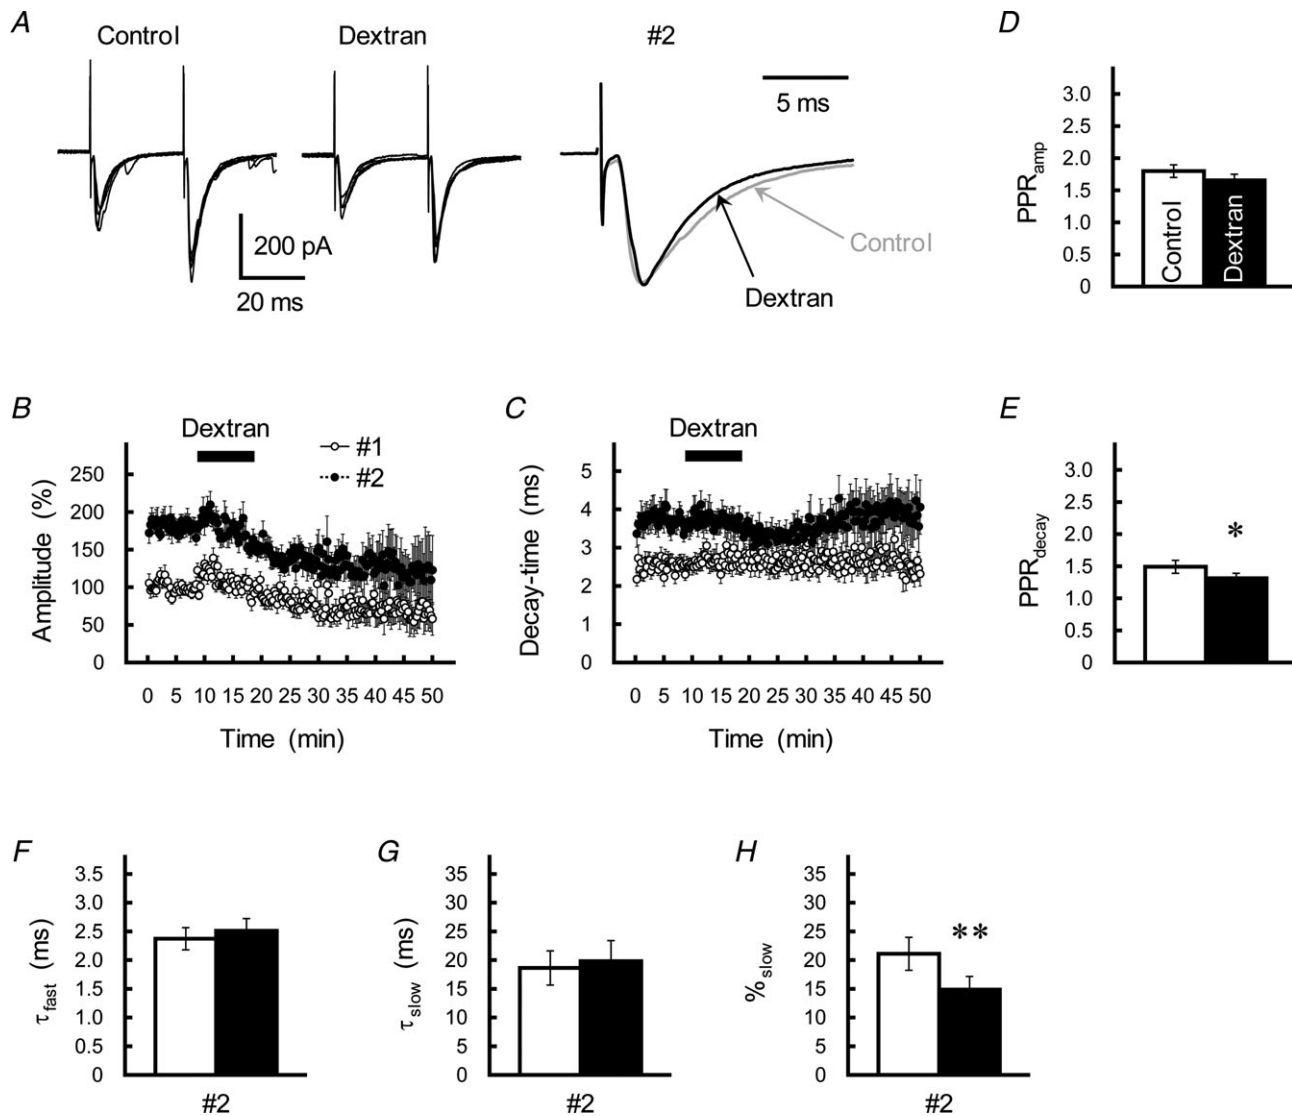 A
Control
Dextran
#2
200 pA
20 ms
5 ms
Control
Dextran
D
PPRamp
3.0
2.5
2.0
1.5
1.0
0.5
0
Control
Dextran
B
Dextran
#1
#2
Amplitude (%)
250
200
150
100
50
0
0 5 10 15 20 25 30 35 40 45 50
Time (min)
C
Dextran
Decay-time (ms)
5
4
3
2
1
0
0 5 10 15 20 25 30 35 40 45 50
Time (min)
E
PPRdecay
3.0
2.5
2.0
1.5
1.0
0.5
0
*
F
τfast (ms)
3.5
3.0
2.5
2.0
1.5
1.0
0.5
0
#2
G
τslow (ms)
35
30
25
20
15
10
5
0
#2
H
%slow
35
30
25
20
15
10
5
0
**
#2